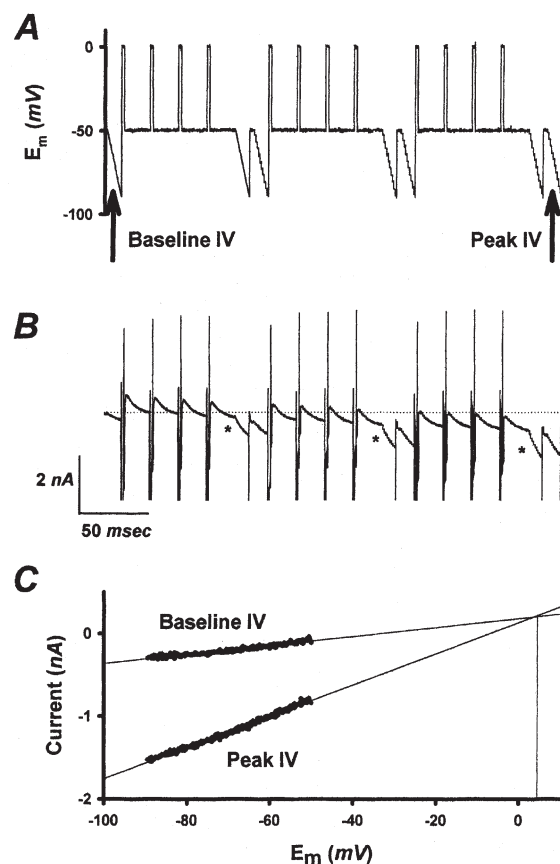 A
0
-50
-100
Em (mV)
Baseline IV
Peak IV
B
*
*
*
2 nA
50 msec
C
0
-1
-2
Current (nA)
Baseline IV
Peak IV
-100
-80
-60
-40
-20
0
Em (mV)